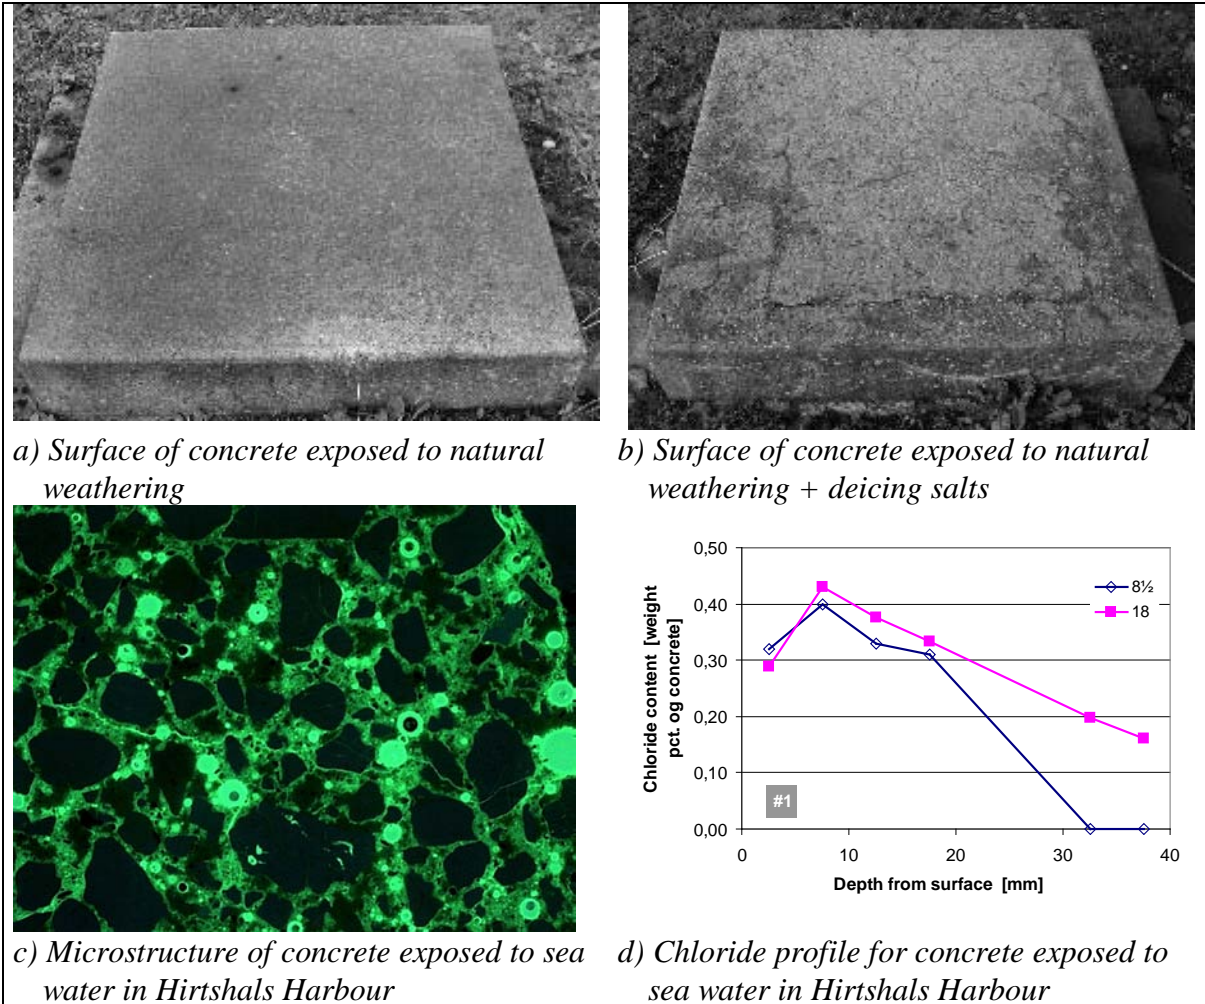 a) Surface of concrete exposed to natural
weathering
b) Surface of concrete exposed to natural
weathering + deicing salts
c) Microstructure of concrete exposed to sea
water in Hirtshals Harbour
0,50
0,40
0,30
0,20
0,10
0,00
Chloride content [weight
pct. og concrete]
8½
18
#1
0
10
20
30
40
Depth from surface [mm]
d) Chloride profile for concrete exposed to
sea water in Hirtshals Harbour